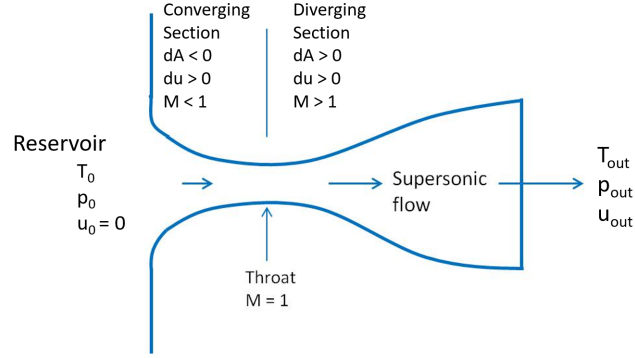 Converging
Section
dA < 0
du > 0
M < 1
Diverging
Section
dA > 0
du > 0
M > 1
Reservoir
T₀
p₀
u₀ = 0
Supersonic
flow
Tout
pout
uout
Throat
M = 1